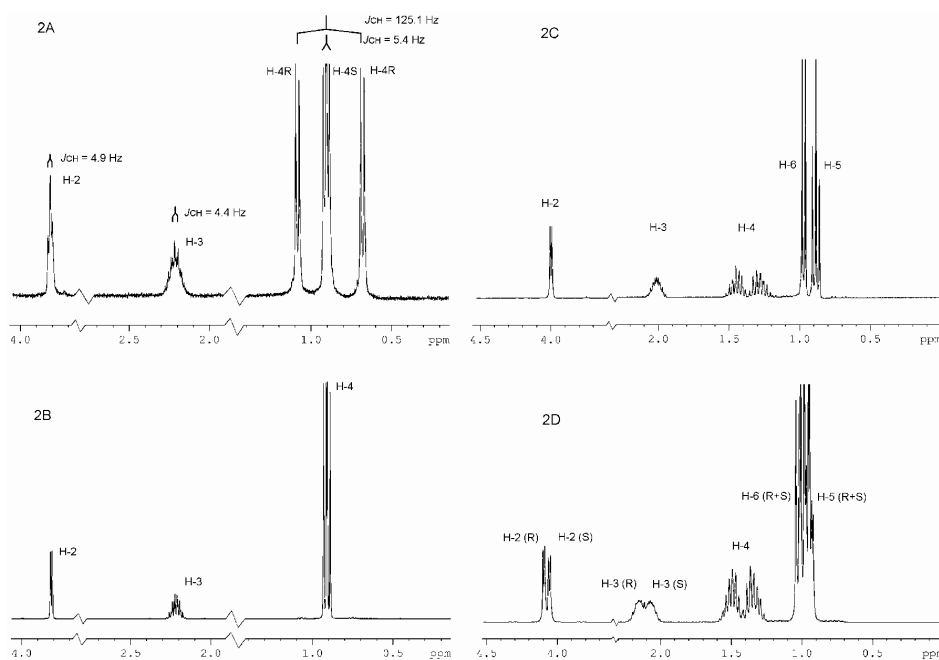 2A
JCH = 125.1 Hz
JCH = 5.4 Hz
H-4R
H-4S
H-4R
JCH = 4.9 Hz
H-2
JCH = 4.4 Hz
H-3
4.0 2.5 2.0 1.0 0.5 ppm
2C
H-6
H-5
H-2
H-3
H-4
4.5 4.0 2.0 1.5 1.0 0.5 ppm
2B
H-4
H-2
H-3
4.0 2.5 2.0 1.0 0.5 ppm
2D
H-6 (R+S)
H-5 (R+S)
H-2 (R)
H-2 (S)
H-4
H-3 (R)
H-3 (S)
4.5 4.0 2.0 1.5 1.0 0.5 ppm